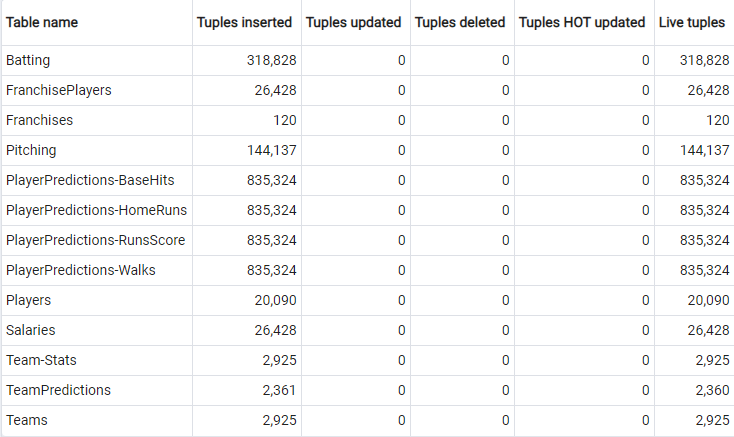 Table name Tuples inserted Tuples updated Tuples deleted Tuples HOT updated Live tuples
Batting 318,828 0 0 0 318,828
FranchisePlayers 26,428 0 0 0 26,428
Franchises 120 0 0 0 120
Pitching 144,137 0 0 0 144,137
PlayerPredictions-BaseHits 835,324 0 0 0 835,324
PlayerPredictions-HomeRuns 835,324 0 0 0 835,324
PlayerPredictions-RunsScore 835,324 0 0 0 835,324
PlayerPredictions-Walks 835,324 0 0 0 835,324
Players 20,090 0 0 0 20,090
Salaries 26,428 0 0 0 26,428
Team-Stats 2,925 0 0 0 2,925
TeamPredictions 2,361 0 0 0 2,360
Teams 2,925 0 0 0 2,925